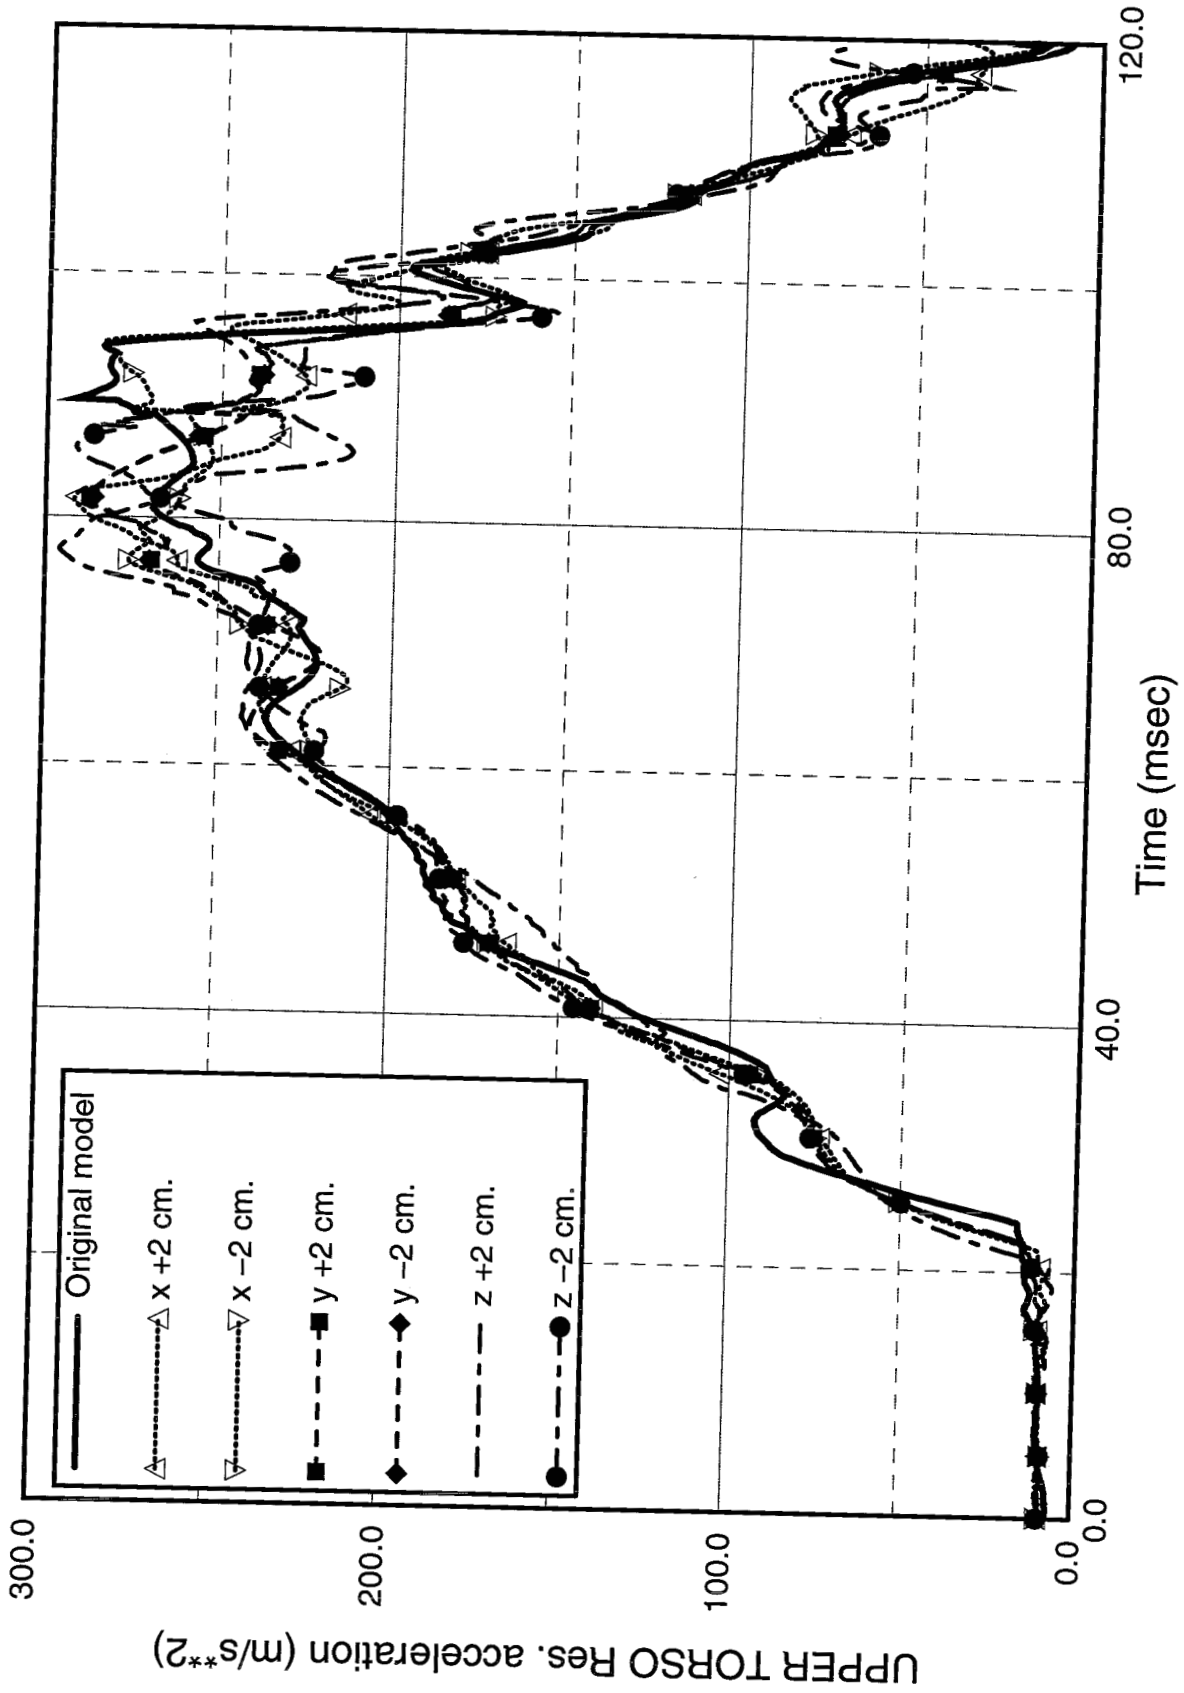 UPPER TORSO Res. acceleration (m/s**2)
300.0
200.0
100.0
0.0
Original model
x +2 cm.
x −2 cm.
y +2 cm.
y −2 cm.
z +2 cm.
z −2 cm.
0.0
40.0
80.0
120.0
Time (msec)